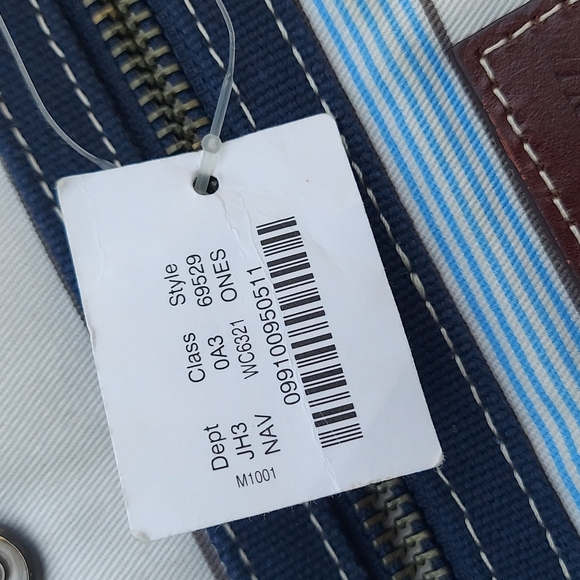 Dept Class Style
JH3 0A3 69529
NAV WC6321 ONES
M1001
099100950511